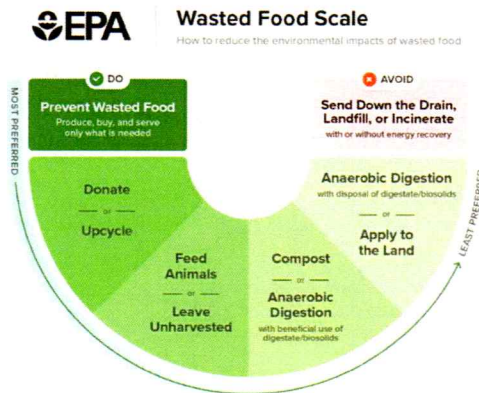 EPA
Wasted Food Scale
How to reduce the environmental impacts of wasted food
DO
Prevent Wasted Food
Produce, buy, and serve
only what is needed
AVOID
Send Down the Drain,
Landfill, or Incinerate
with or without energy recovery
MOST PREFERRED
Donate
or
Upcycle
Feed
Animals
or
Leave
Unharvested
Compost
or
Anaerobic
Digestion
with beneficial use of
digestate/biosolids
Anaerobic Digestion
with disposal of digestate/biosolids
or
Apply to
the Land
LEAST PREFERRED